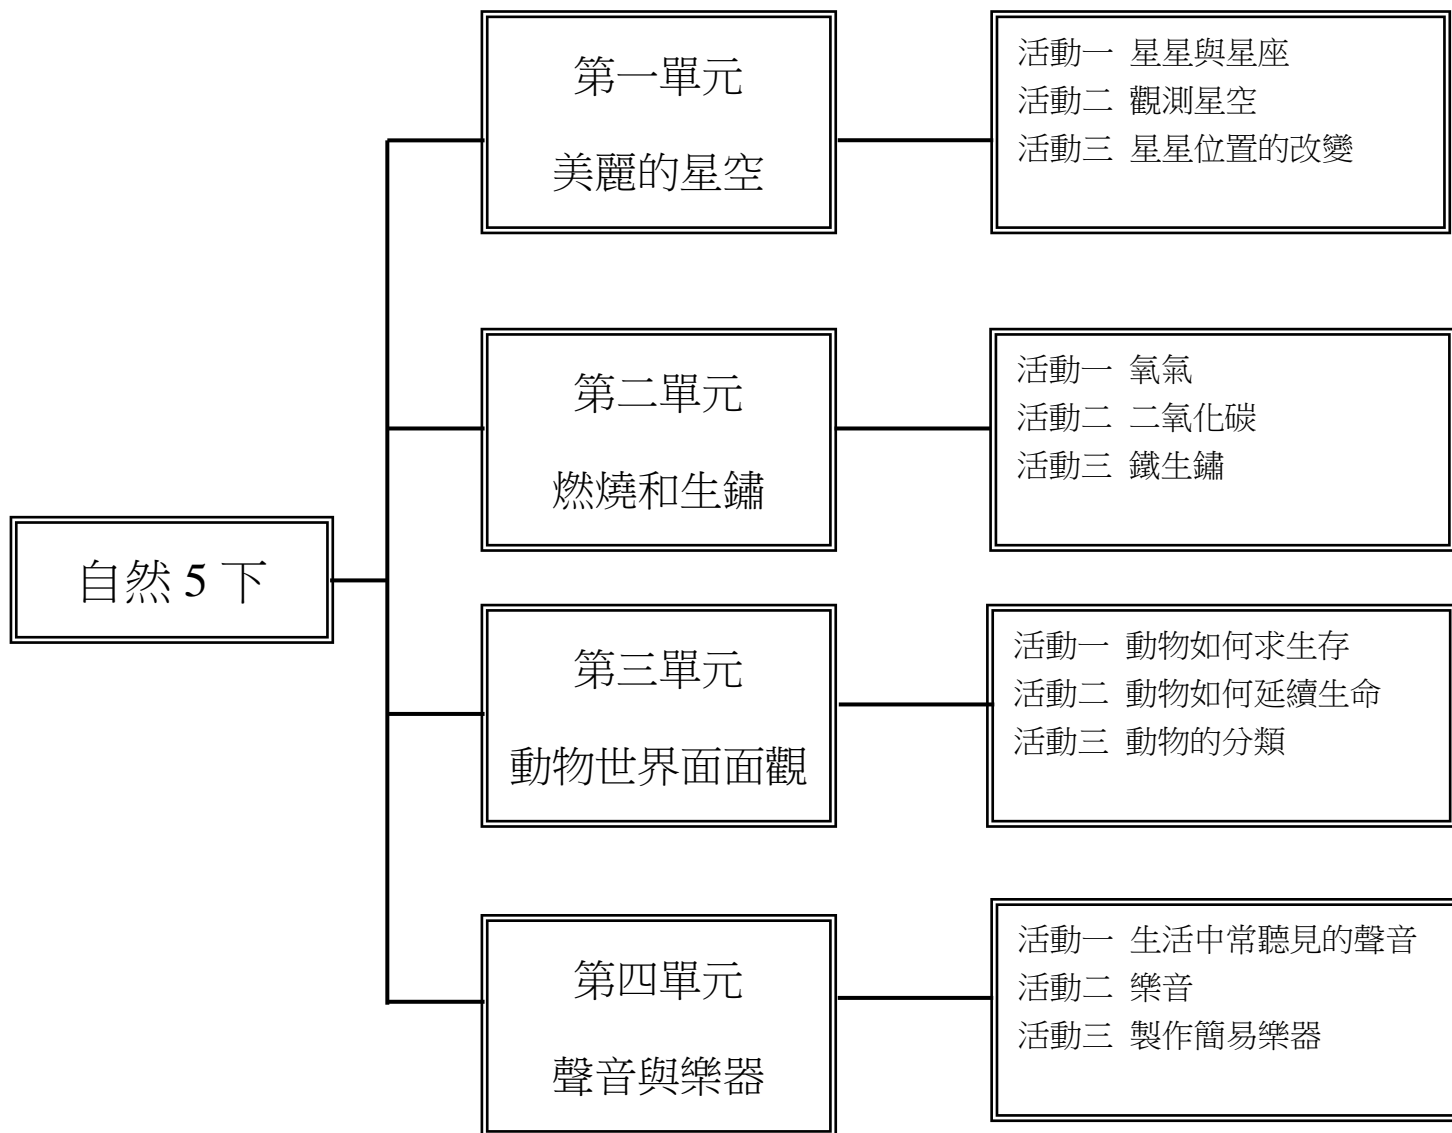 自然 5 下
第一單元
美麗的星空
活動一 星星與星座
活動二 觀測星空
活動三 星星位置的改變
第二單元
燃燒和生鏽
活動一 氧氣
活動二 二氧化碳
活動三 鐵生鏽
第三單元
動物世界面面觀
活動一 動物如何求生存
活動二 動物如何延續生命
活動三 動物的分類
第四單元
聲音與樂器
活動一 生活中常聽見的聲音
活動二 樂音
活動三 製作簡易樂器